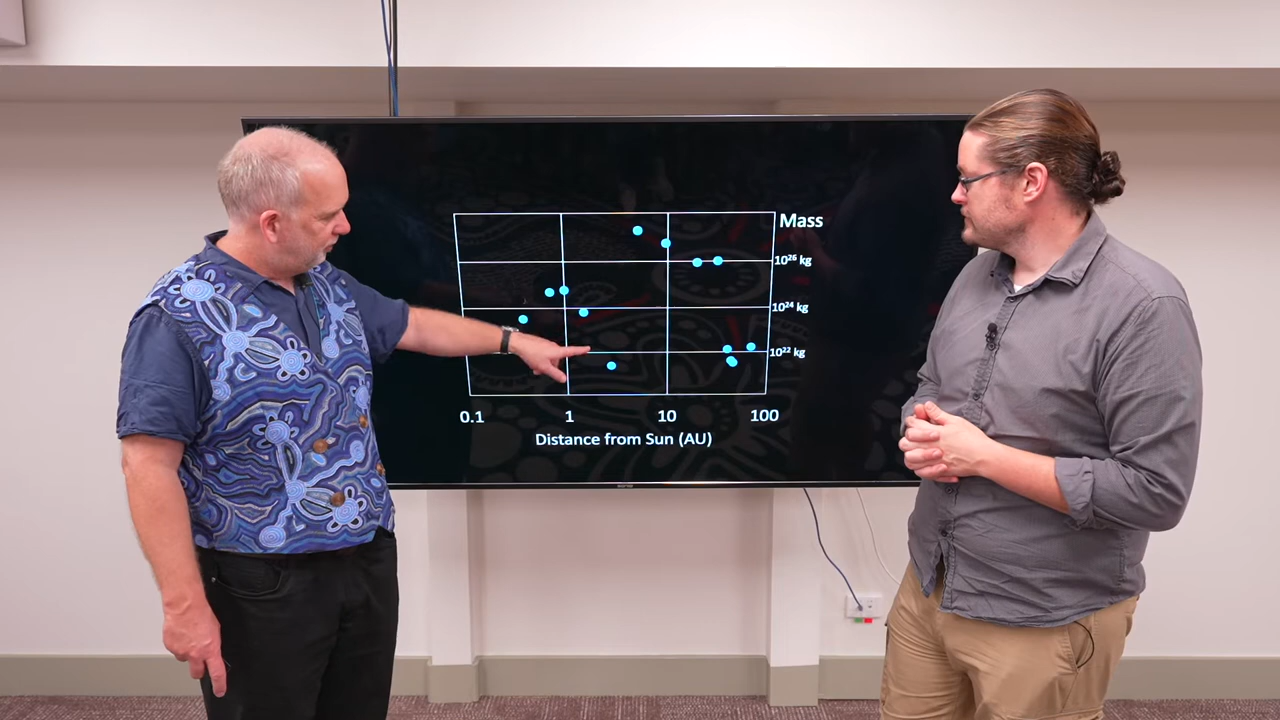 Mass
10²⁶ kg
10²⁴ kg
10²² kg
0.1 1 10 100
Distance from Sun (AU)